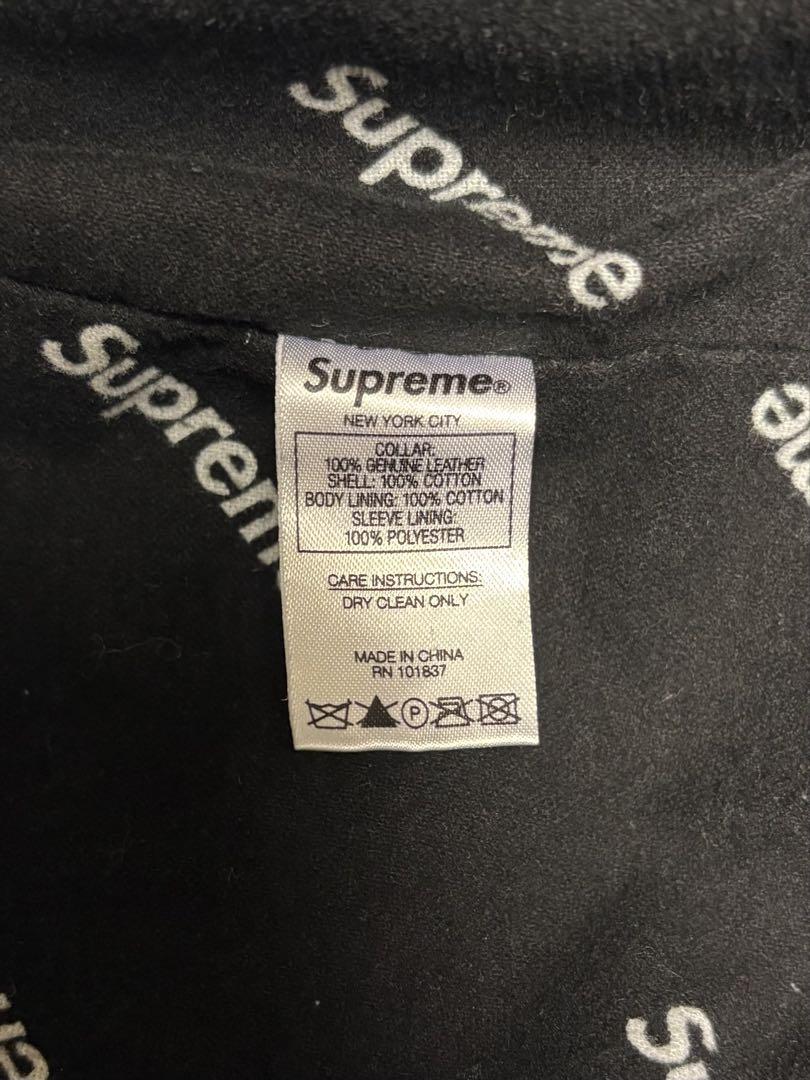 Supreme
Supreme
Supreme®
NEW YORK CITY
COLLAR:
100% GENUINE LEATHER
SHELL: 100% COTTON
BODY LINING: 100% COTTON
SLEEVE LINING:
100% POLYESTER
CARE INSTRUCTIONS:
DRY CLEAN ONLY
MADE IN CHINA
RN 101837
P